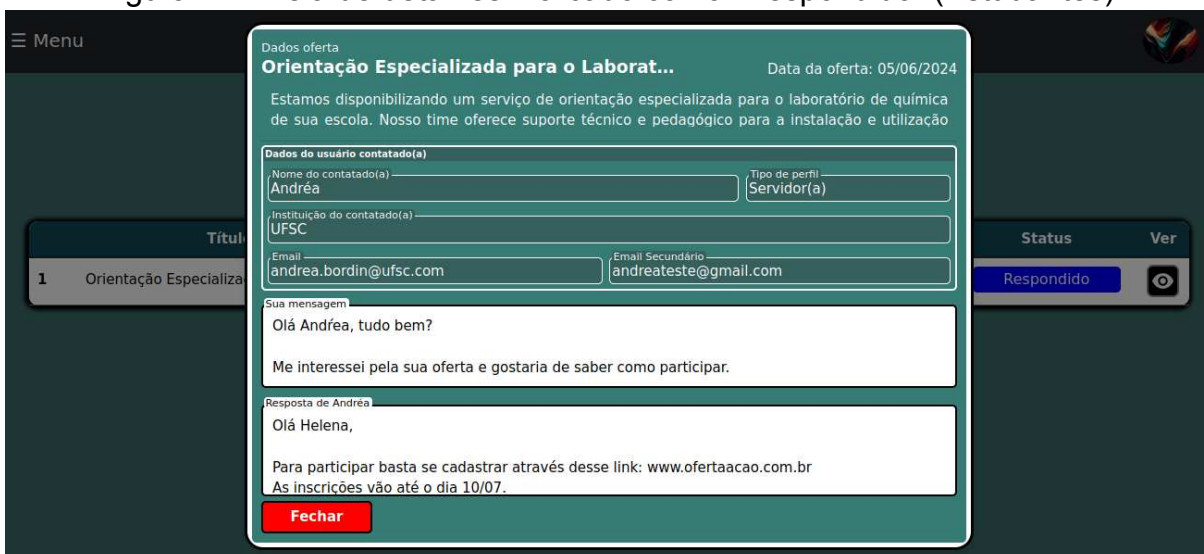 ☰ Menu
Dados oferta
Orientação Especializada para o Laborat...
Data da oferta: 05/06/2024
Estamos disponibilizando um serviço de orientação especializada para o laboratório de química
de sua escola. Nosso time oferece suporte técnico e pedagógico para a instalação e utilização
Dados do usuário contatado(a)
Nome do contatado(a)
Andréa
Tipo de perfil
Servidor(a)
Instituição do contatado(a)
UFSC
Email
andrea.bordin@ufsc.com
Email Secundário
andreateste@gmail.com
Títul
Status
Ver
1
Orientação Especializa
Respondido
Sua mensagem
Olá Andŕea, tudo bem?
Me interessei pela sua oferta e gostaria de saber como participar.
Resposta de Andréa
Olá Helena,
Para participar basta se cadastrar através desse link: www.ofertaacao.com.br
As inscrições vão até o dia 10/07.
Fechar